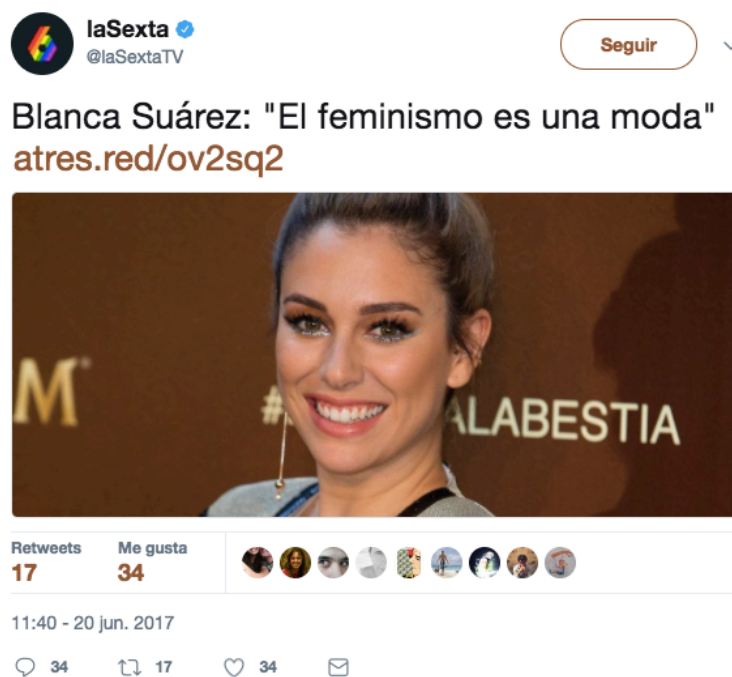 laSexta
@laSextaTV
Seguir
Blanca Suárez: "El feminismo es una moda"
atres.red/ov2sq2
M
ALABESTIA
Retweets
Me gusta
17
34
11:40 - 20 jun. 2017
34
17
34